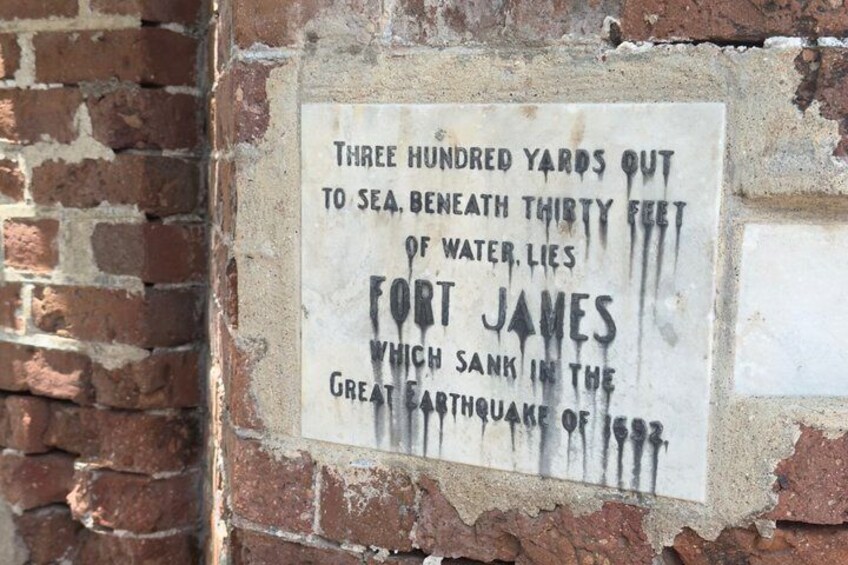 THREE HUNDRED YARDS OUT
TO SEA, BENEATH THIRTY FEET
OF WATER, LIES
FORT JAMES
WHICH SANK IN THE
GREAT EARTHQUAKE OF 1692.